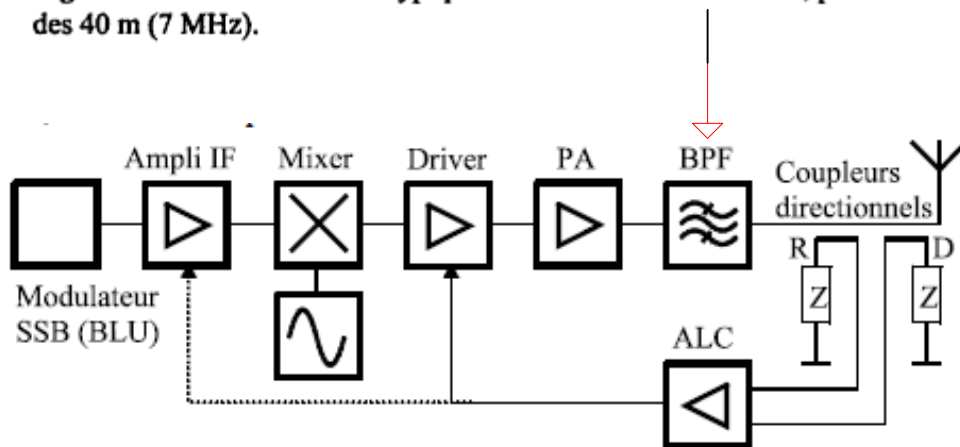 des 40 m (7 MHz).
Ampli IF Mixer Driver PA BPF
Coupleurs
directionnels
R D
Z Z
Modulateur
SSB (BLU)
ALC